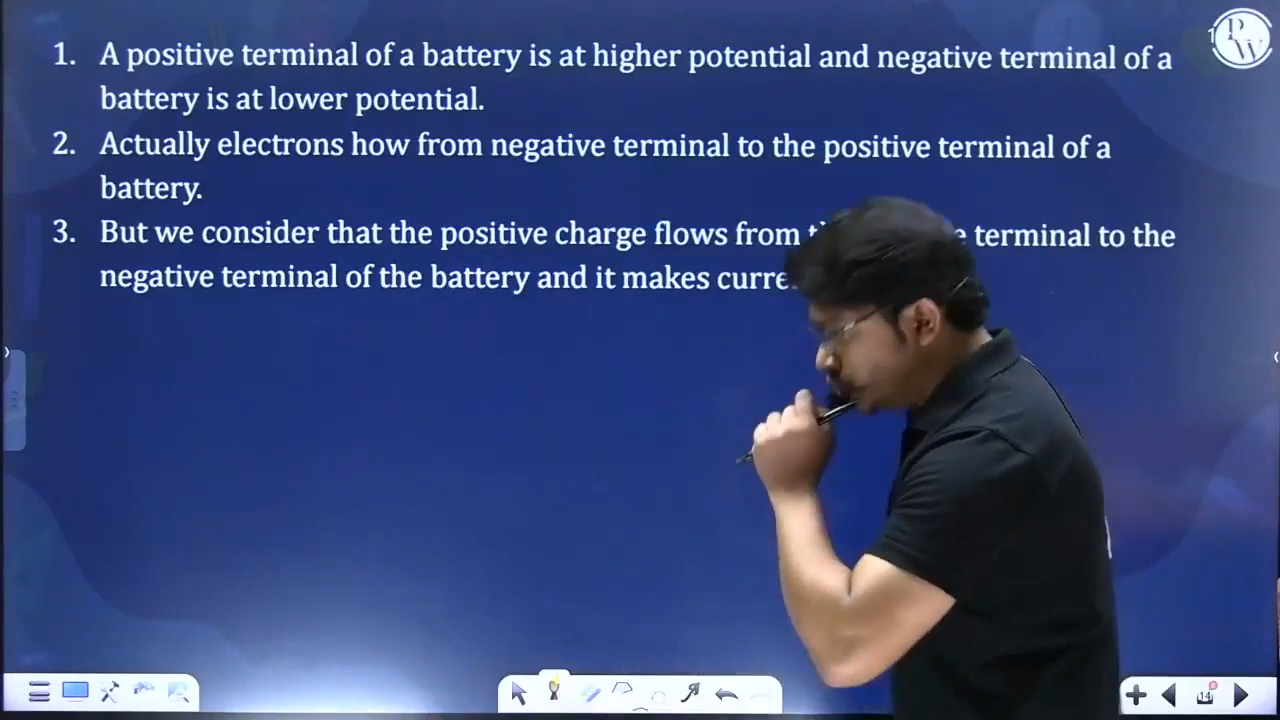 1. A positive terminal of a battery is at higher potential and negative terminal of a
battery is at lower potential.
2. Actually electrons how from negative terminal to the positive terminal of a
battery.
3. But we consider that the positive charge flows from terminal to the
negative terminal of the battery and it makes
PW
14